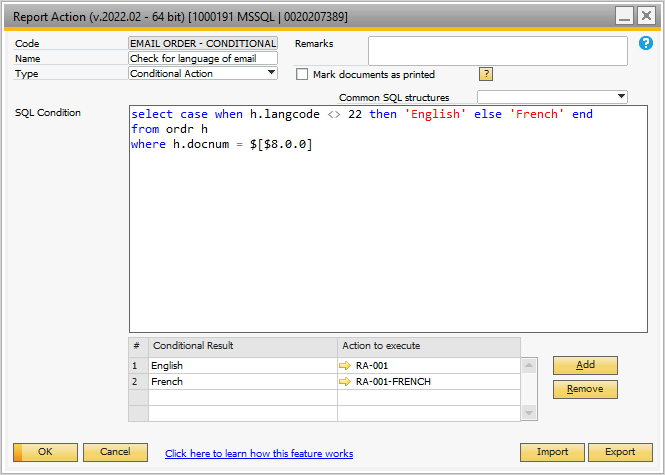 Report Action (v.2022.02 - 64 bit) [1000191 MSSQL | 0020207389]
Code EMAIL ORDER - CONDITIONAL Remarks
Name Check for language of email
Type Conditional Action Mark documents as printed ?
Common SQL structures
SQL Condition
select case when h.langcode <> 22 then 'English' else 'French' end
from ordr h
where h.docnum = $[$8.0.0]
# Conditional Result Action to execute
1 English RA-001 Add
2 French RA-001-FRENCH Remove
OK Cancel Click here to learn how this feature works Import Export